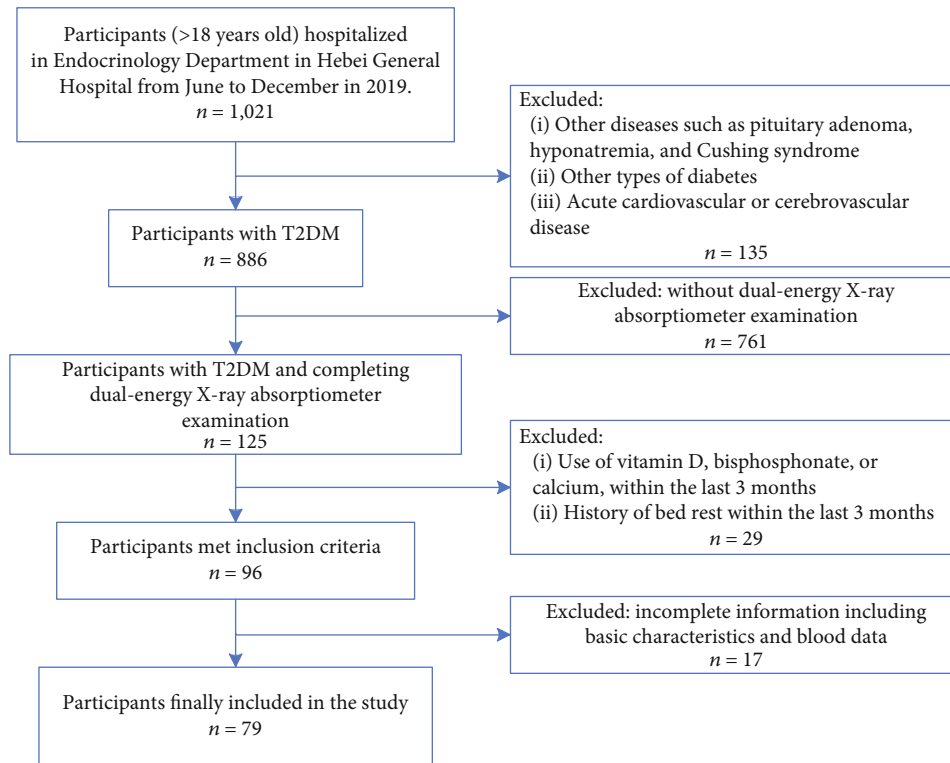 Participants (>18 years old) hospitalized
in Endocrinology Department in Hebei General
Hospital from June to December in 2019.
n = 1,021
Excluded:
(i) Other diseases such as pituitary adenoma,
hyponatremia, and Cushing syndrome
(ii) Other types of diabetes
(iii) Acute cardiovascular or cerebrovascular
disease
n = 135
Participants with T2DM
n = 886
Excluded: without dual-energy X-ray
absorptiometer examination
n = 761
Participants with T2DM and completing
dual-energy X-ray absorptiometer
examination
n = 125
Excluded:
(i) Use of vitamin D, bisphosphonate, or
calcium, within the last 3 months
(ii) History of bed rest within the last 3 months
n = 29
Participants met inclusion criteria
n = 96
Excluded: incomplete information including
basic characteristics and blood data
n = 17
Participants finally included in the study
n = 79